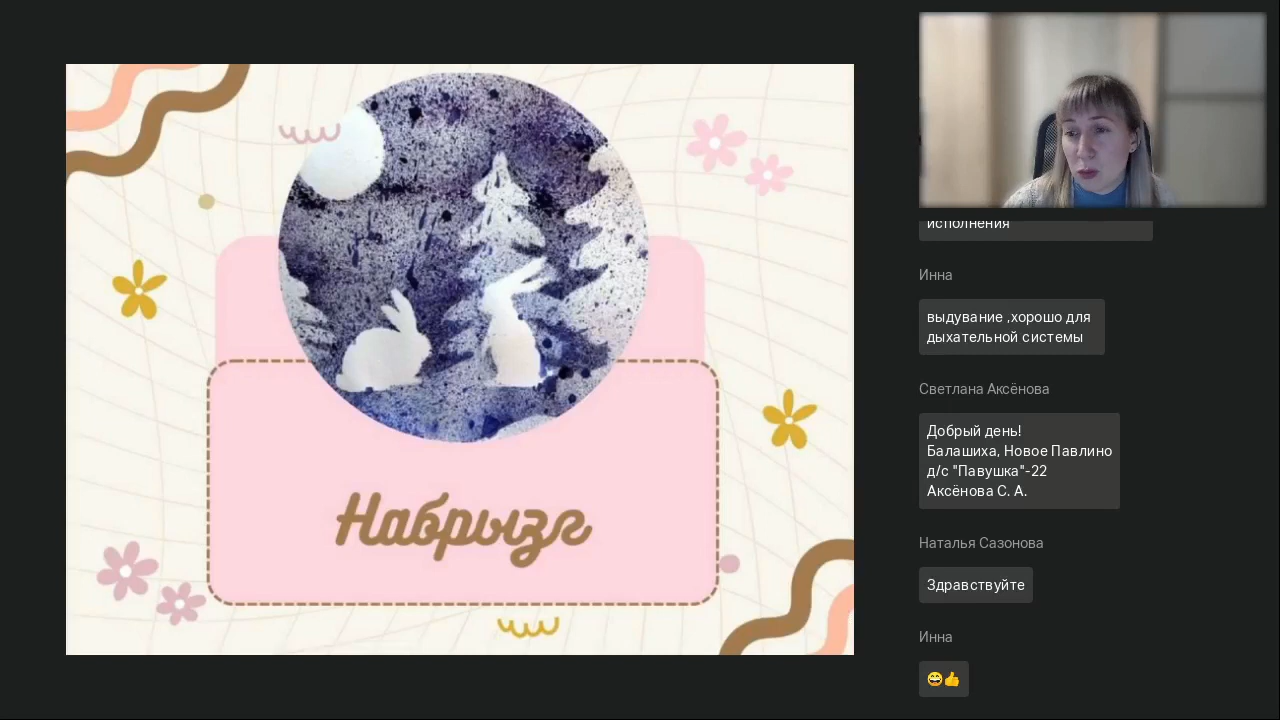 Набрызг
исполнения
Инна
выдувание ,хорошо для
дыхательной системы
Светлана Аксёнова
Добрый день!
Балашиха, Новое Павлино
д/с "Павушка"-22
Аксёнова С. А.
Наталья Сазонова
Здравствуйте
Инна
😄👍